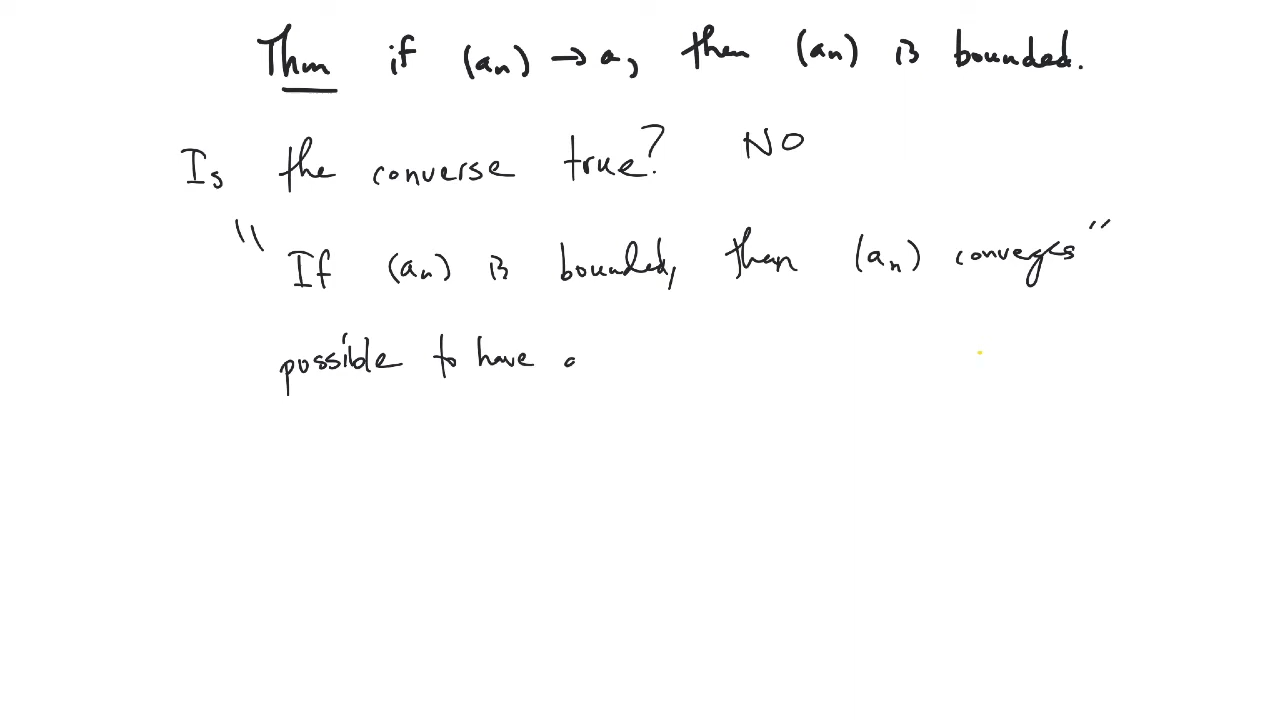 Thm if (aₙ) → a, then (aₙ) is bounded.
Is the converse true? NO
"If (aₙ) is bounded, then (aₙ) converges"
possible to have